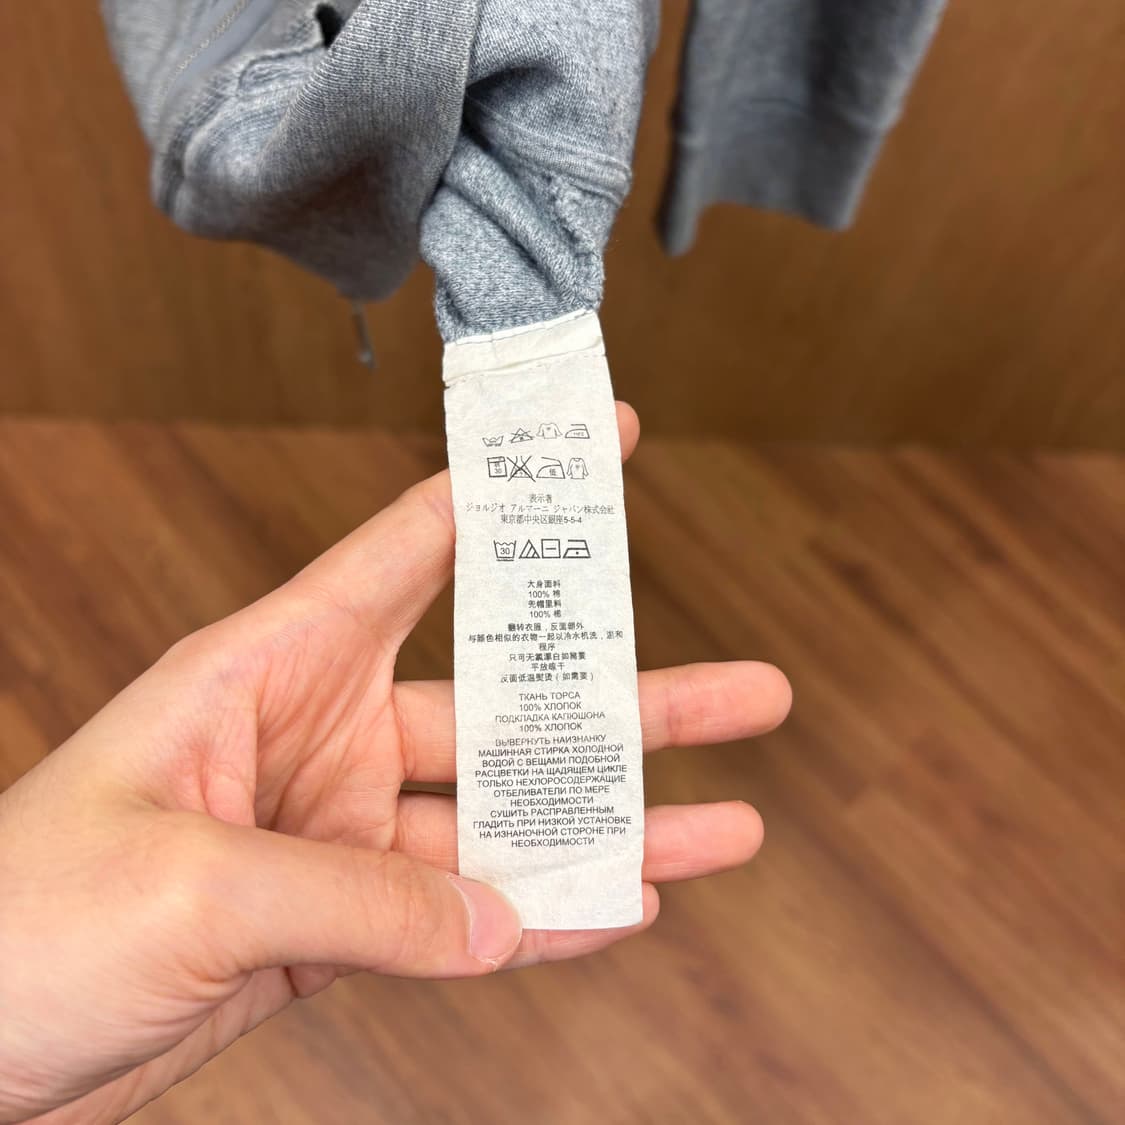 弱
30
低
表示者
ジョルジオ アルマーニ ジャパン株式会社
東京都中央区銀座5-5-4
30
大身面料
100% 棉
兜帽里料
100% 棉
翻转衣服，反面朝外
与颜色相似的衣物一起以冷水机洗，温和
程序
只可无氯漂白如需要
平放晾干
反面低温熨烫（如需要）
ТКАНЬ ТОРСА
100% ХЛОПОК
ПОДКЛАДКА КАПЮШОНА
100% ХЛОПОК
ВЫВЕРНУТЬ НАИЗНАНКУ
МАШИННАЯ СТИРКА ХОЛОДНОЙ
ВОДОЙ С ВЕЩАМИ ПОДОБНОЙ
РАСЦВЕТКИ НА ЩАДЯЩЕМ ЦИКЛЕ
ТОЛЬКО НЕХЛОРОСОДЕРЖАЩИЕ
ОТБЕЛИВАТЕЛИ ПО МЕРЕ
НЕОБХОДИМОСТИ
СУШИТЬ РАСПРАВЛЕННЫМ
ГЛАДИТЬ ПРИ НИЗКОЙ УСТАНОВКЕ
НА ИЗНАНОЧНОЙ СТОРОНЕ ПРИ
НЕОБХОДИМОСТИ